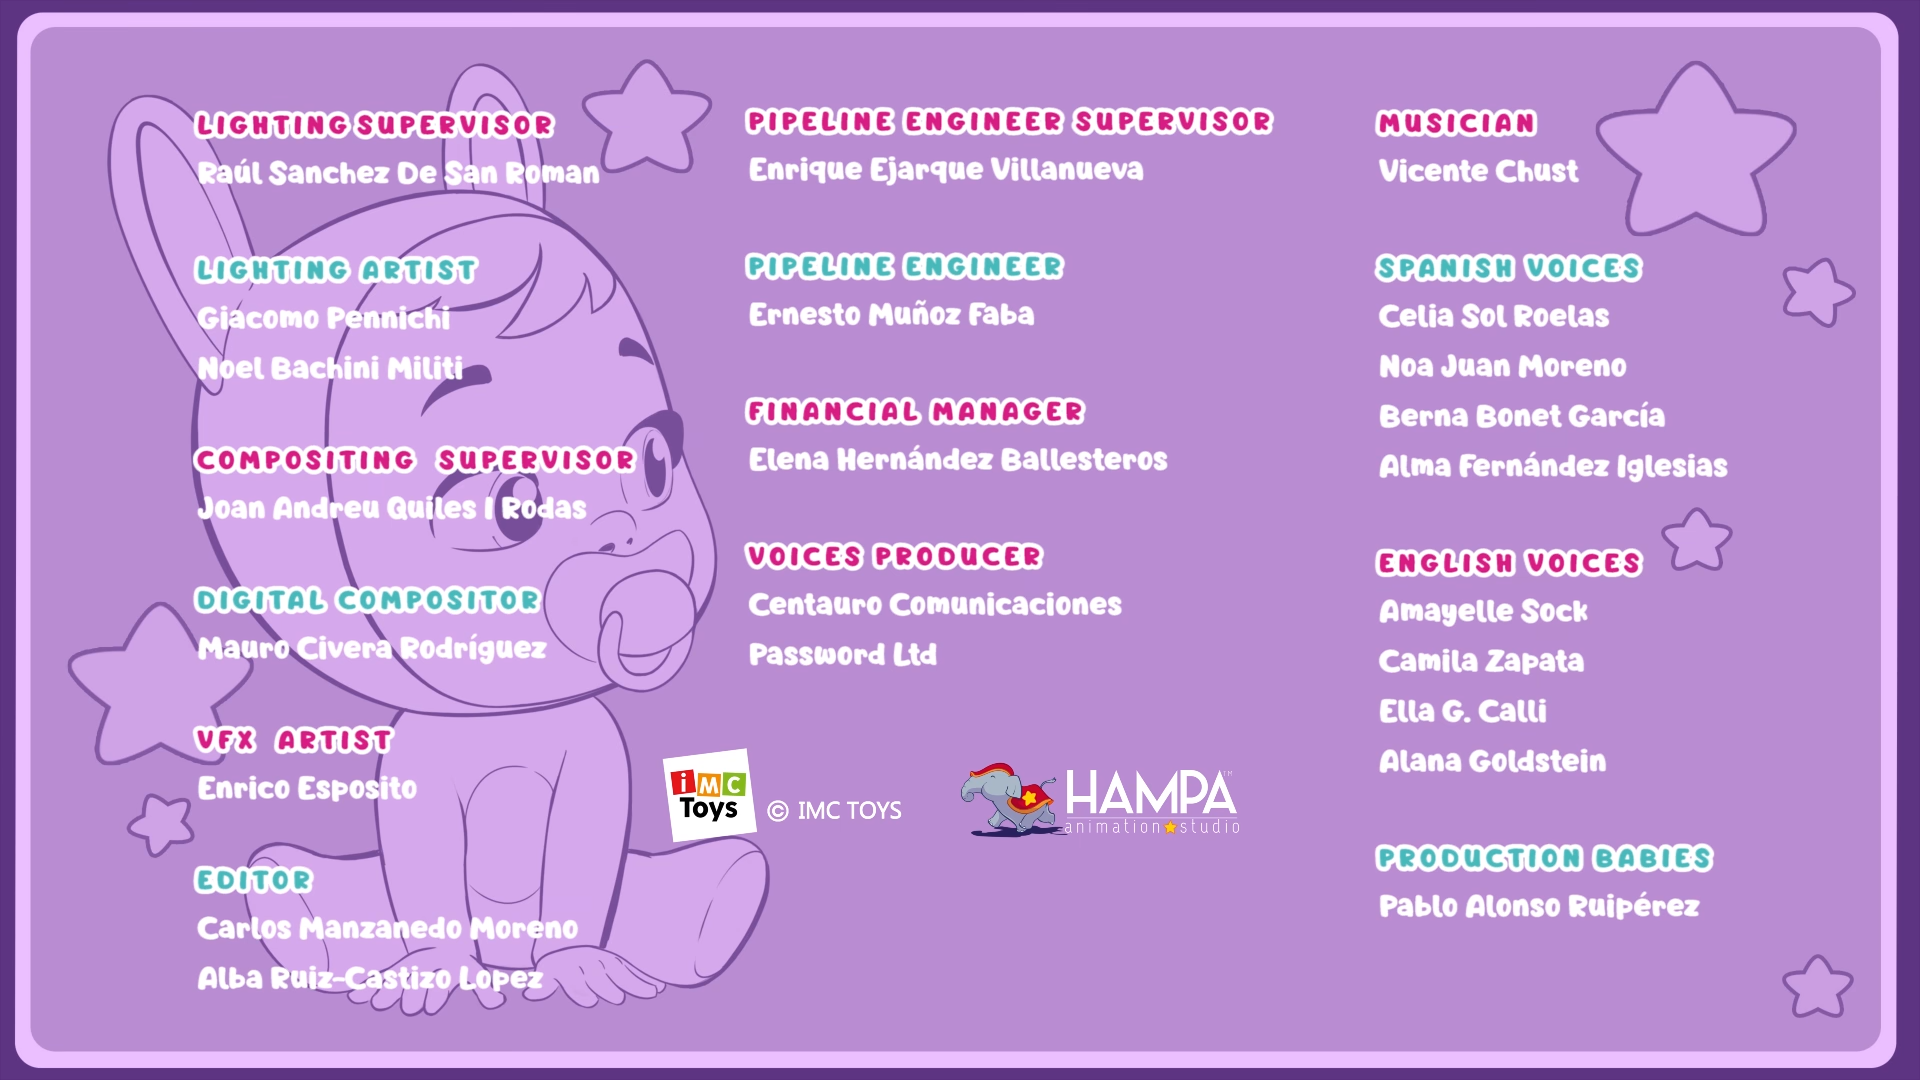 LIGHTING SUPERVISOR
Raúl Sanchez De San Roman
LIGHTING ARTIST
Giacomo Pennichi
Noel Bachini Militi
COMPOSITING SUPERVISOR
Joan Andreu Quiles I Rodas
DIGITAL COMPOSITOR
Mauro Civera Rodríguez
VFX ARTIST
Enrico Esposito
EDITOR
Carlos Manzanedo Moreno
Alba Ruiz-Castizo Lopez
PIPELINE ENGINEER SUPERVISOR
Enrique Ejarque Villanueva
PIPELINE ENGINEER
Ernesto Muñoz Faba
FINANCIAL MANAGER
Elena Hernández Ballesteros
VOICES PRODUCER
Centauro Comunicaciones
Password Ltd
iMC
Toys
© IMC TOYS
HAMPA™
animation studio
MUSICIAN
Vicente Chust
SPANISH VOICES
Celia Sol Roelas
Noa Juan Moreno
Berna Bonet García
Alma Fernández Iglesias
ENGLISH VOICES
Amayelle Sock
Camila Zapata
Ella G. Calli
Alana Goldstein
PRODUCTION BABIES
Pablo Alonso Ruipérez